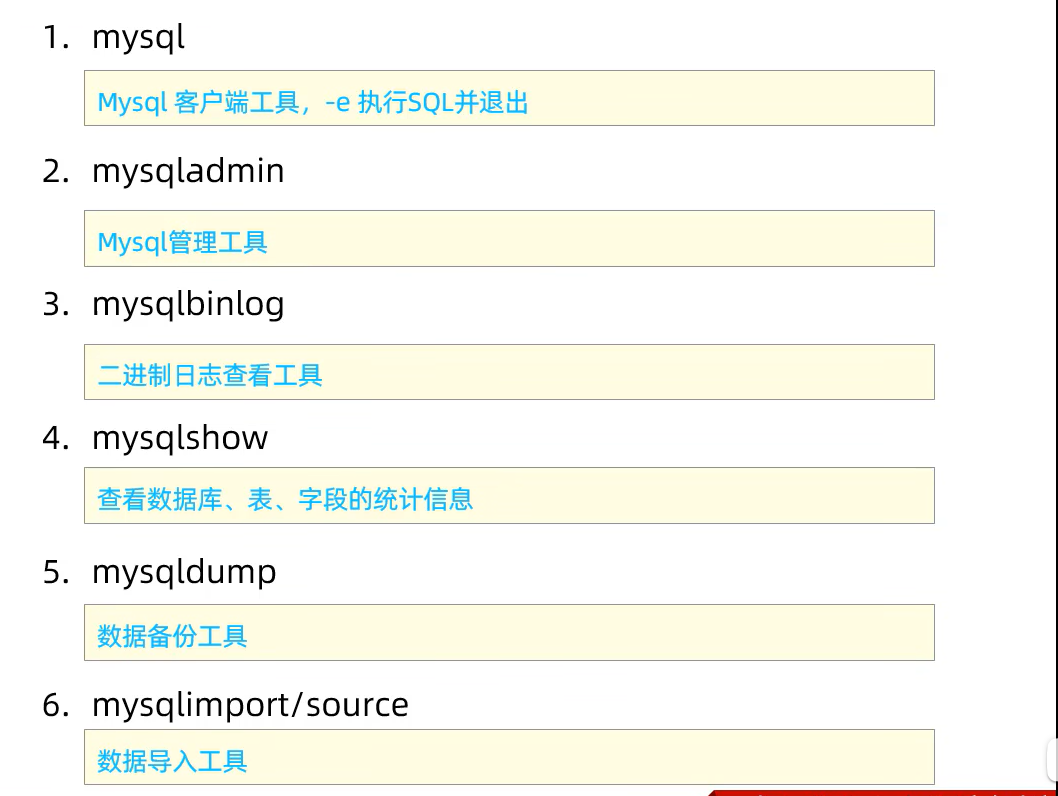 1. mysql
Mysql 客户端工具，-e 执行SQL并退出
2. mysqladmin
Mysql管理工具
3. mysqlbinlog
二进制日志查看工具
4. mysqlshow
查看数据库、表、字段的统计信息
5. mysqldump
数据备份工具
6. mysqlimport/source
数据导入工具